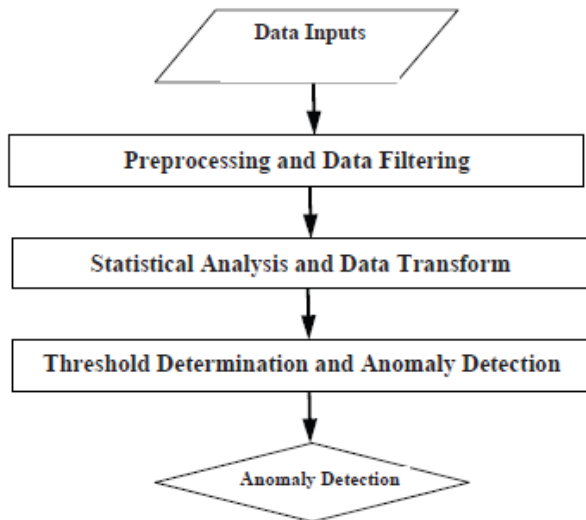 Data Inputs
Preprocessing and Data Filtering
Statistical Analysis and Data Transform
Threshold Determination and Anomaly Detection
Anomaly Detection